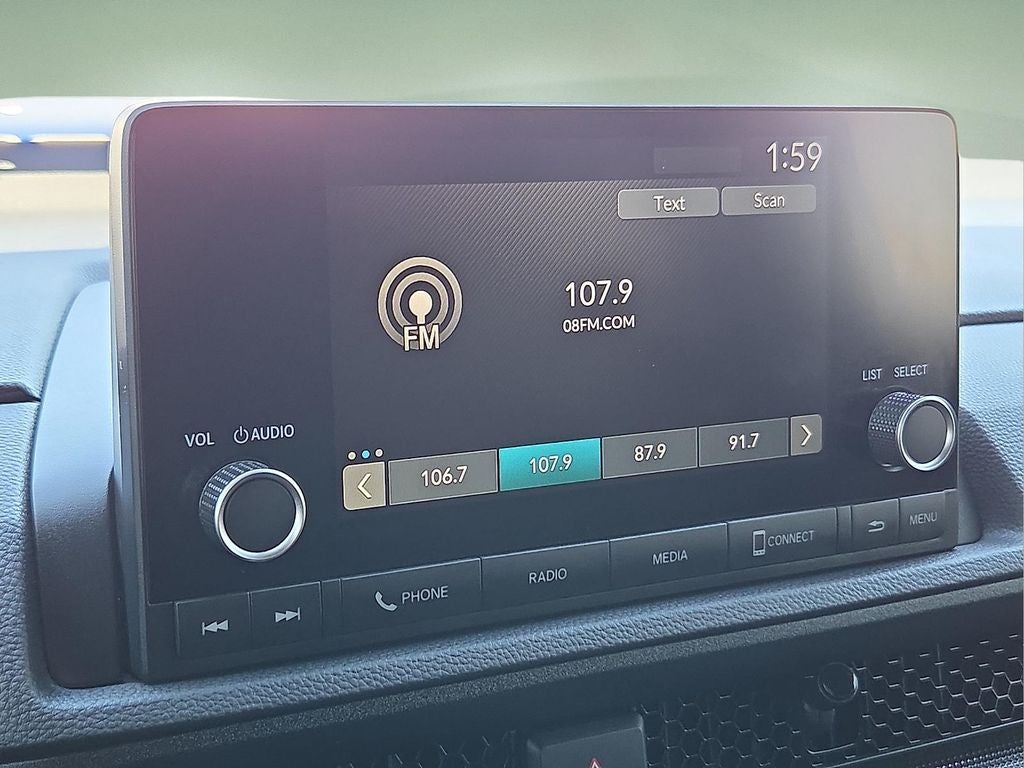 1:59
Text Scan
FM
107.9
08FM.COM
LIST SELECT
VOL AUDIO
106.7 107.9 87.9 91.7
PHONE RADIO MEDIA CONNECT MENU